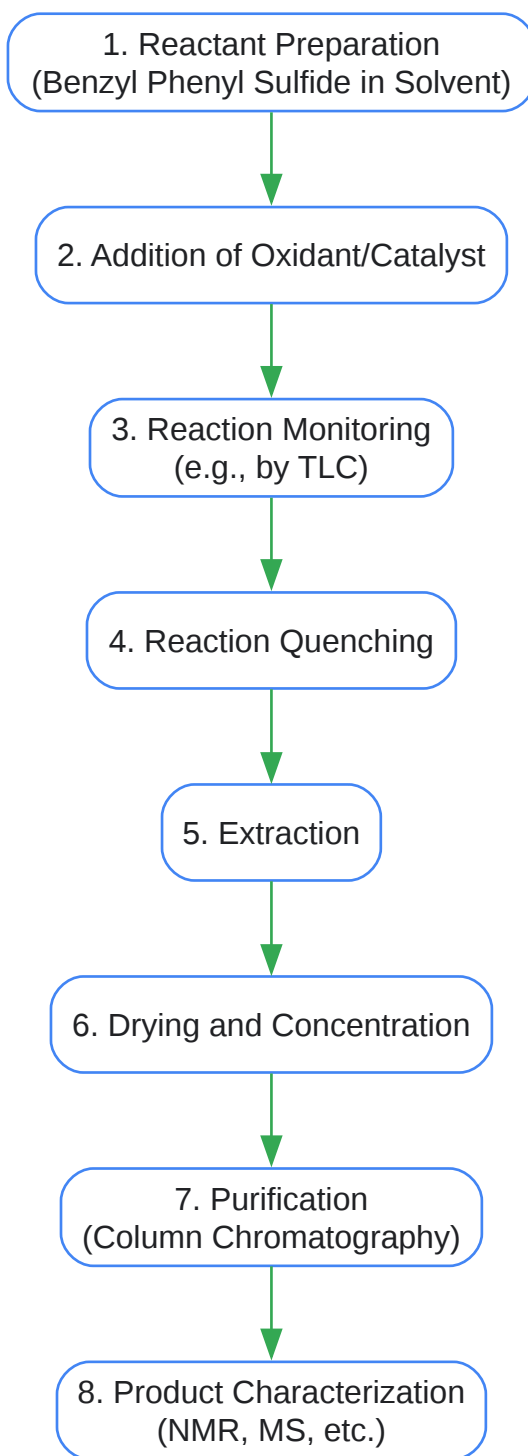 1. Reactant Preparation
(Benzyl Phenyl Sulfide in Solvent)
2. Addition of Oxidant/Catalyst
3. Reaction Monitoring
(e.g., by TLC)
4. Reaction Quenching
5. Extraction
6. Drying and Concentration
7. Purification
(Column Chromatography)
8. Product Characterization
(NMR, MS, etc.)